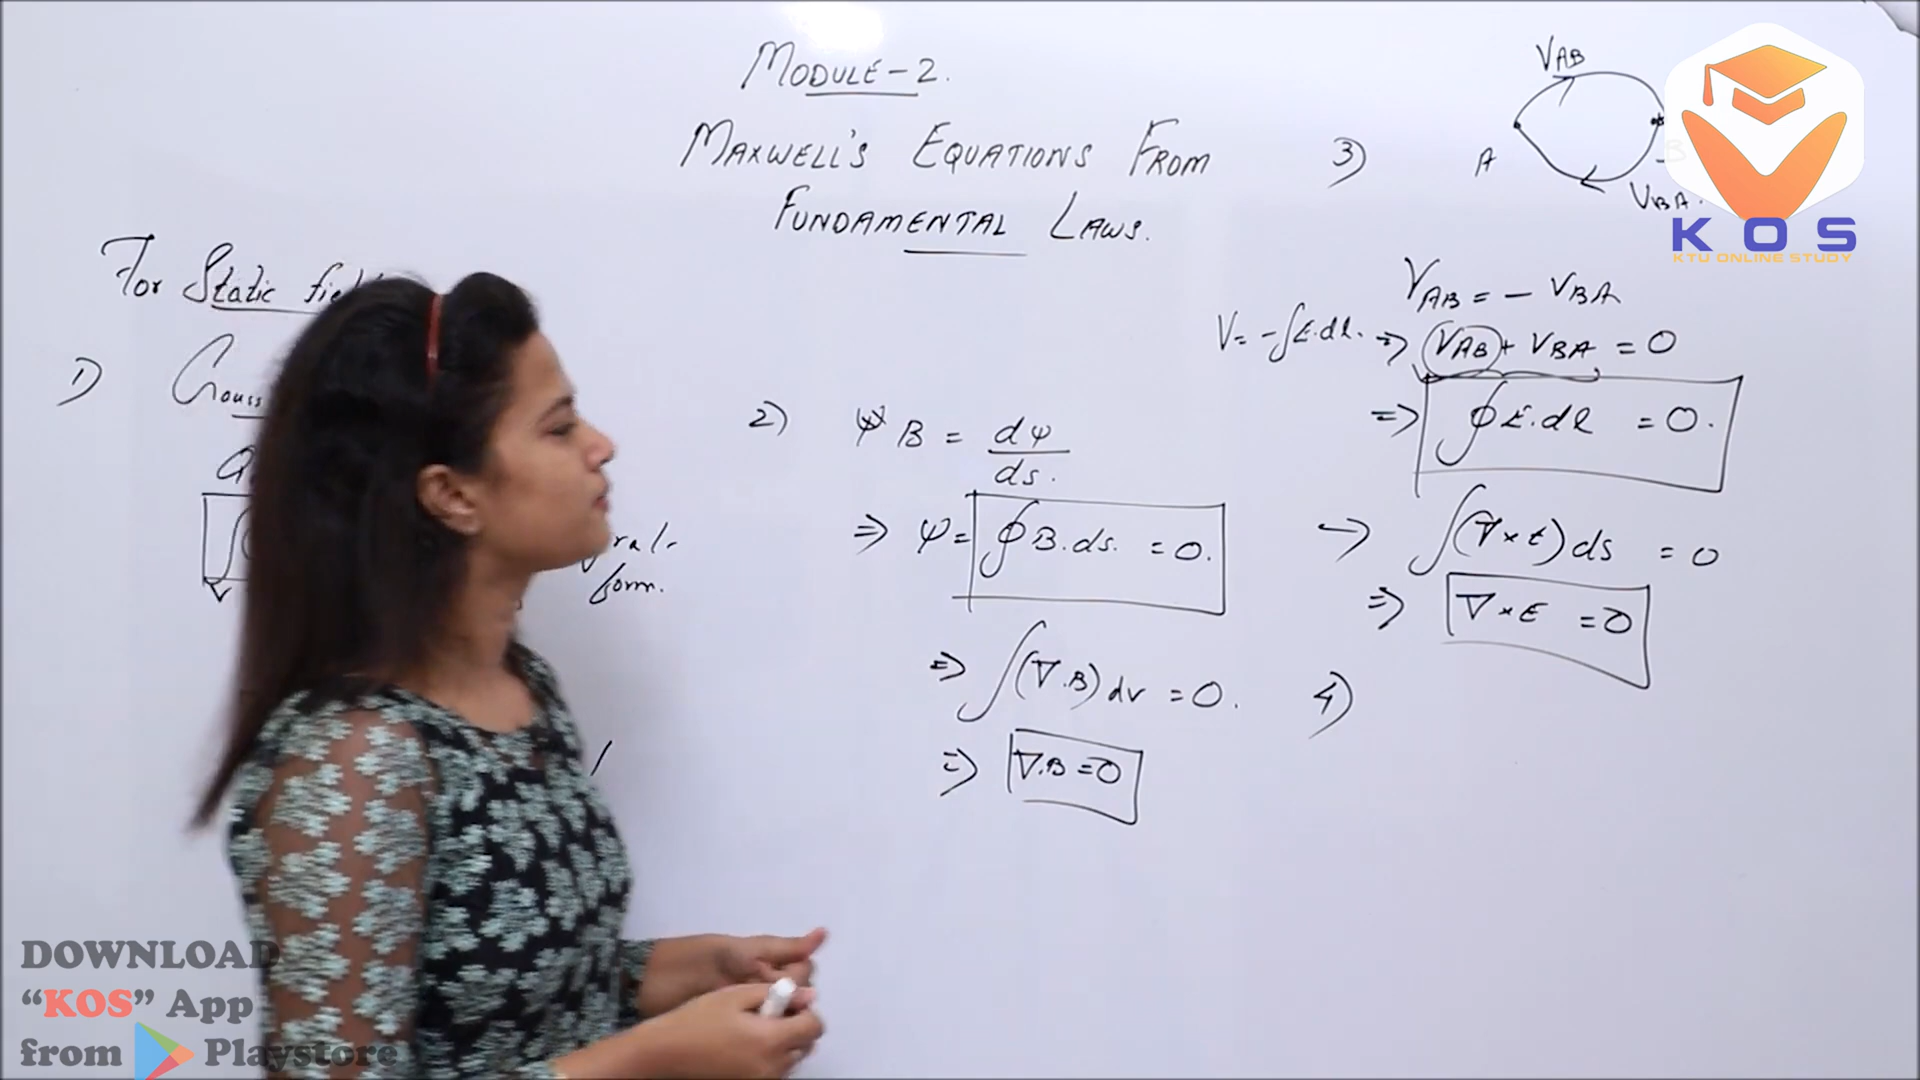 MODULE-2.
MAXWELL'S EQUATIONS FROM
FUNDAMENTAL LAWS.
For Static
1) Gauss
form.
2) B = dψ/ds.
⇒ ψ = ∮B.ds. = 0.
⇒ ∫(∇.B) dv = 0.
⇒ ∇.B = 0
3)
VAB
A
B
VBA.
VAB = - VBA
V = -∫E.dl. ⇒ VAB + VBA = 0
⇒ ∮E.dl = 0.
→ ∫(∇×E) ds = 0
⇒ ∇×E = 0
4)
KOS
KTU ONLINE STUDY
DOWNLOAD
“KOS” App
from Playstore